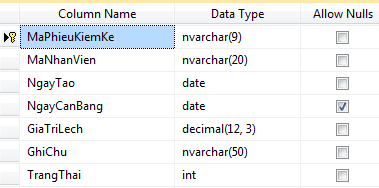 Column Name Data Type Allow Nulls
MaPhieuKiemKe nvarchar(9)
MaNhanVien nvarchar(20)
NgayTao date
NgayCanBang date
GiaTriLech decimal(12, 3)
GhiChu nvarchar(50)
TrangThai int